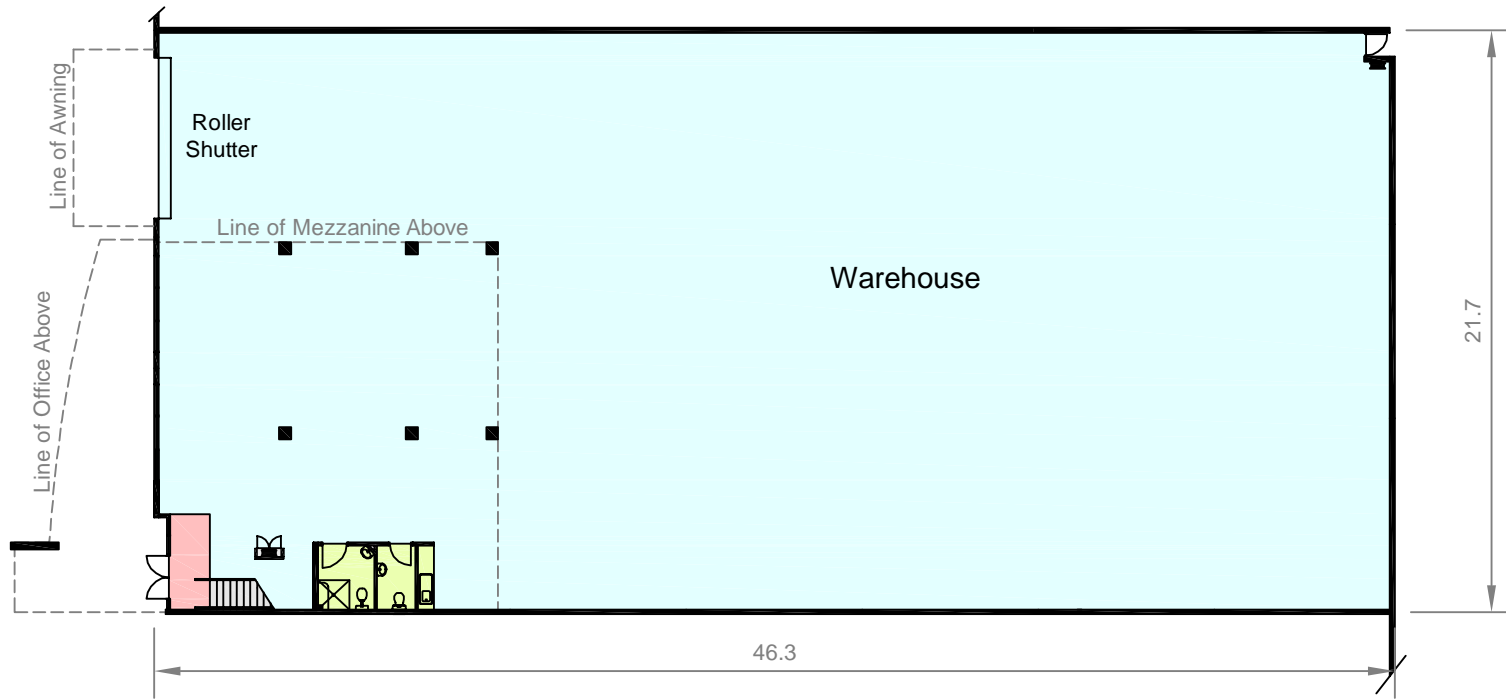 Line of Awning
Roller
Shutter
Line of Mezzanine Above
Warehouse
Line of Office Above
21.7
46.3